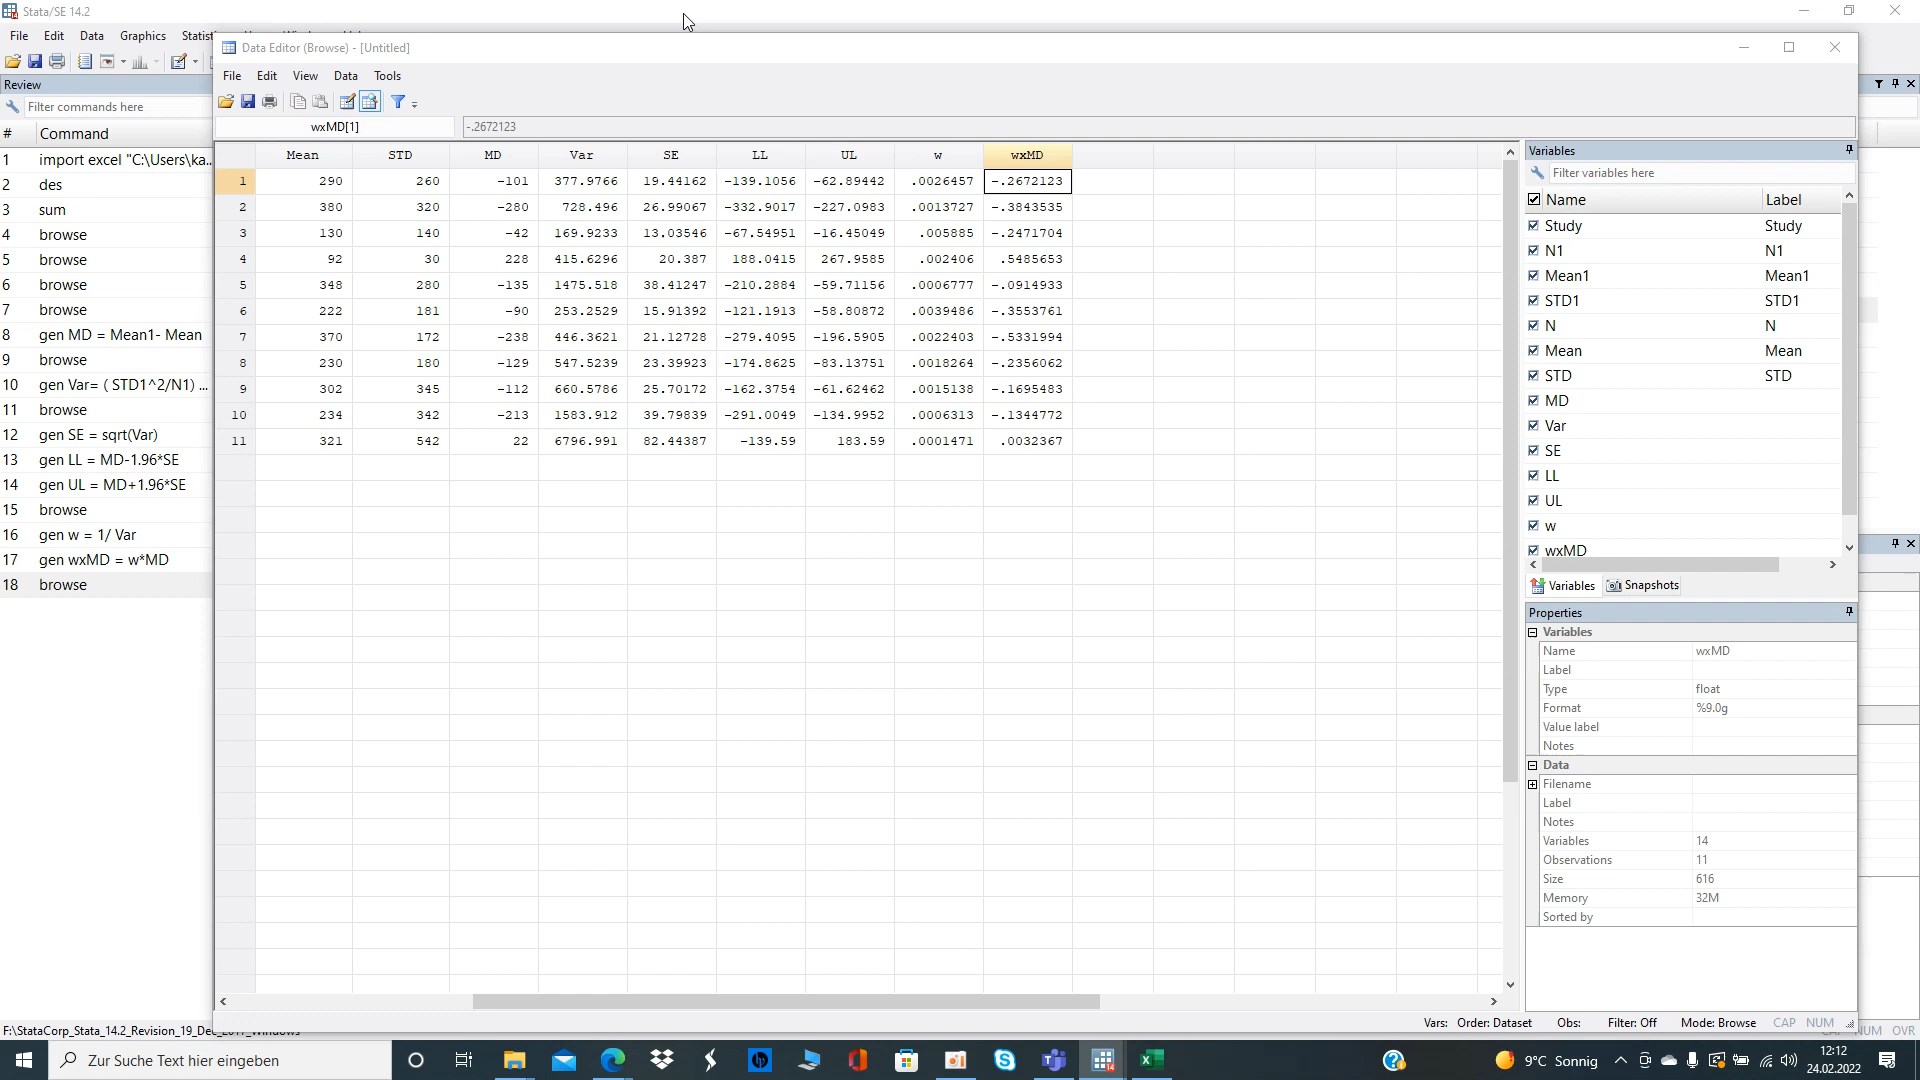 Stata/SE 14.2
File Edit Data Graphics
Data Editor (Browse) - [Untitled]
File Edit View Data Tools
Review
Filter commands here
# Command
1 import excel "C:\Users\ka...
2 des
3 sum
4 browse
5 browse
6 browse
7 browse
8 gen MD = Mean1- Mean
9 browse
10 gen Var= ( STD1^2/N1) ...
11 browse
12 gen SE = sqrt(Var)
13 gen LL = MD-1.96*SE
14 gen UL = MD+1.96*SE
15 browse
16 gen w = 1/ Var
17 gen wxMD = w*MD
18 browse
wxMD[1] -.2672123
Mean STD MD Var SE LL UL w wxMD
1 290 260 -101 377.9766 19.44162 -139.1056 -62.89442 .0026457 -.2672123
2 380 320 -280 728.496 26.99067 -332.9017 -227.0983 .0013727 -.3843535
3 130 140 -42 169.9233 13.03546 -67.54951 -16.45049 .005885 -.2471704
4 92 30 228 415.6296 20.387 188.0415 267.9585 .002406 .5485653
5 348 280 -135 1475.518 38.41247 -210.2884 -59.71156 .0006777 -.0914933
6 222 181 -90 253.2529 15.91392 -121.1913 -58.80872 .0039486 -.3553761
7 370 172 -238 446.3621 21.12728 -279.4095 -196.5905 .0022403 -.5331994
8 230 180 -129 547.5239 23.39923 -174.8625 -83.13751 .0018264 -.2356062
9 302 345 -112 660.5786 25.70172 -162.3754 -61.62462 .0015138 -.1695483
10 234 342 -213 1583.912 39.79839 -291.0049 -134.9952 .0006313 -.1344772
11 321 542 22 6796.991 82.44387 -139.59 183.59 .0001471 .0032367
Variables
Filter variables here
Name Label
Study Study
N1 N1
Mean1 Mean1
STD1 STD1
N N
Mean Mean
STD STD
MD
Var
SE
LL
UL
w
wxMD
Variables Snapshots
Properties
Variables
Name wxMD
Label
Type float
Format %9.0g
Value label
Notes
Data
Filename
Label
Notes
Variables 14
Observations 11
Size 616
Memory 32M
Sorted by
Vars: Order: Dataset Obs: Filter: Off Mode: Browse CAP NUM
NUM OVR
Zur Suche Text hier eingeben
9°C Sonnig
12:12
24.02.2022